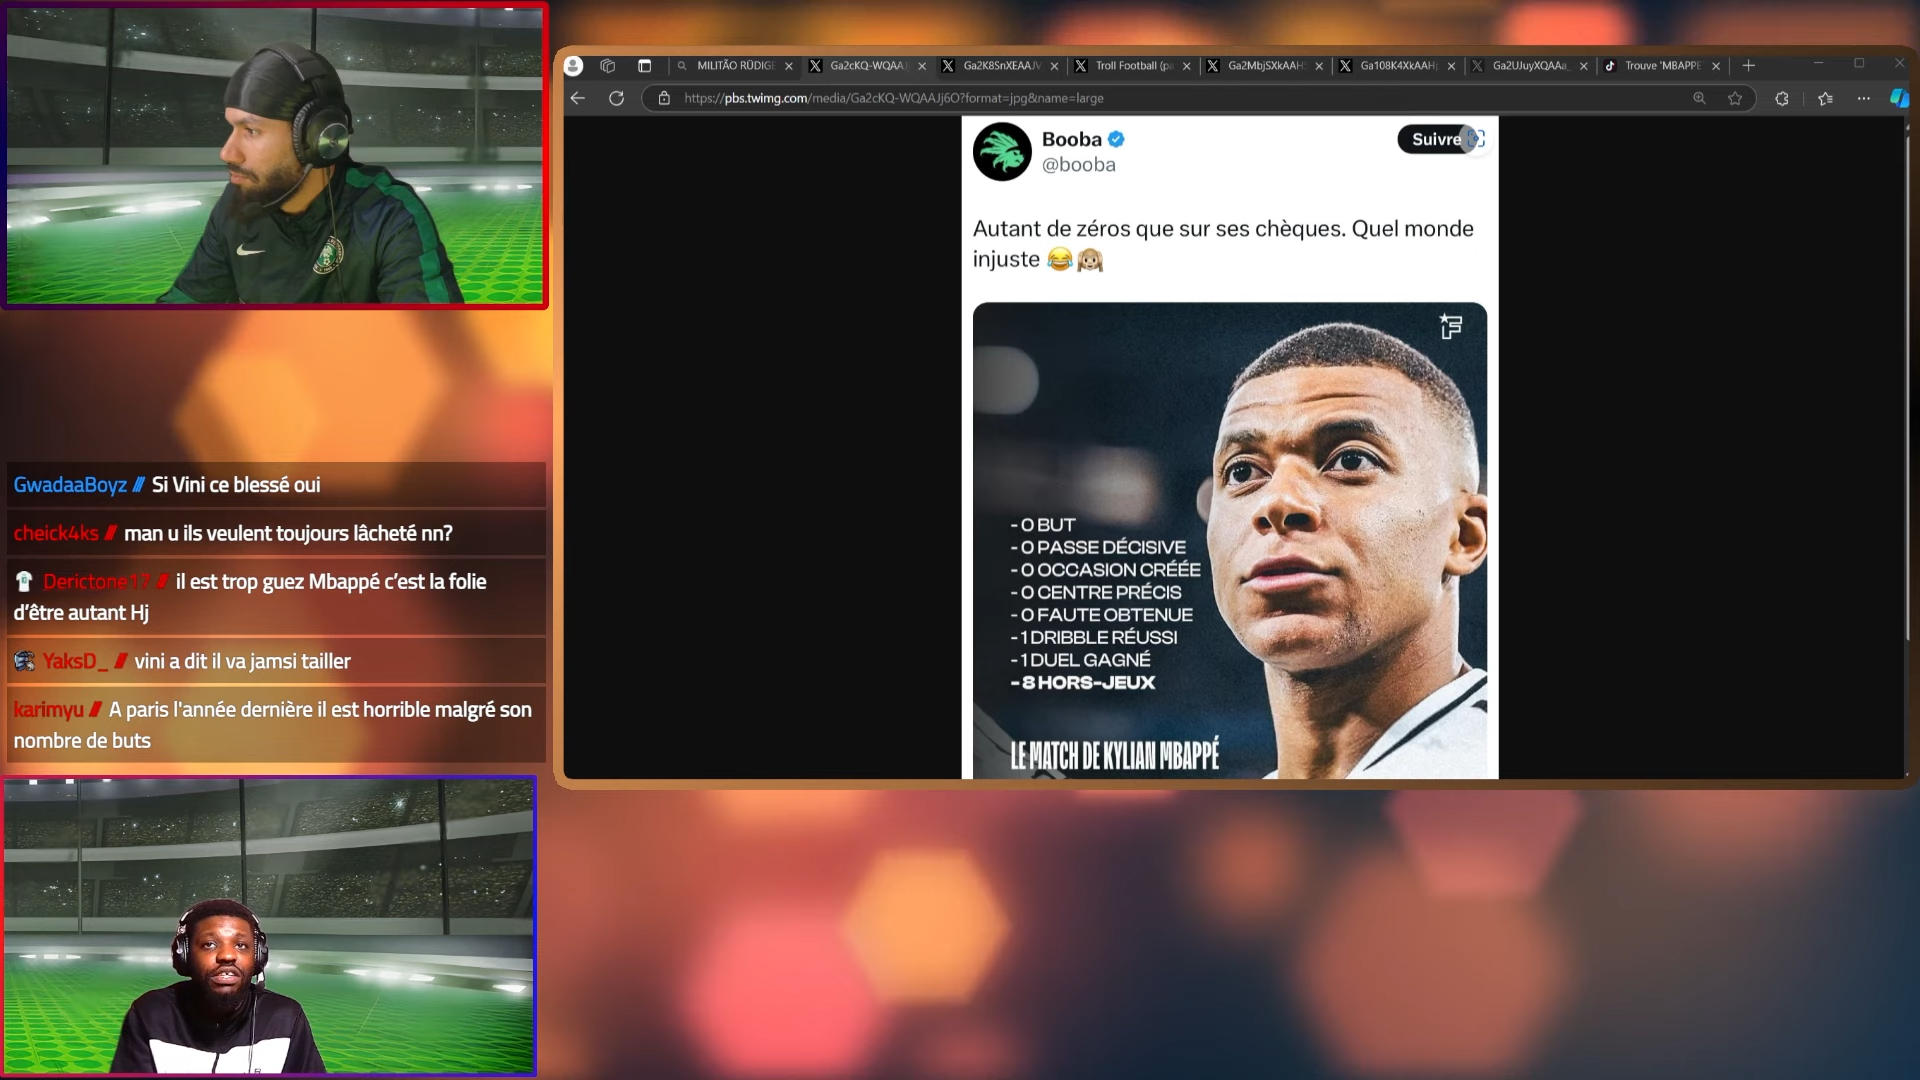 MILITÃO RÜDIGE
Ga2cKQ-WQAAJ
Ga2K8SnXEAAJV
Troll Football (pa
Ga2MbjSXkAAH
Ga108K4XkAAH
Ga2UJuyXQAAa
Trouve 'MBAPPE
https://pbs.twimg.com/media/Ga2cKQ-WQAAJj6O?format=jpg&name=large
Booba
Suivre
@booba
Autant de zéros que sur ses chèques. Quel monde
injuste 😂🙈
LF
- 0 BUT
- 0 PASSE DÉCISIVE
- 0 OCCASION CRÉÉE
- 0 CENTRE PRÉCIS
- 0 FAUTE OBTENUE
- 1 DRIBBLE RÉUSSI
- 1 DUEL GAGNÉ
- 8 HORS-JEUX
LE MATCH DE KYLIAN MBAPPÉ
GwadaaBoyz // Si Vini ce blessé oui
cheick4ks // man u ils veulent toujours lâcheté nn?
Derictone17 // il est trop guez Mbappé c’est la folie
d’être autant Hj
YaksD_ // vini a dit il va jamsi tailler
karimyu // A paris l'année dernière il est horrible malgré son
nombre de buts